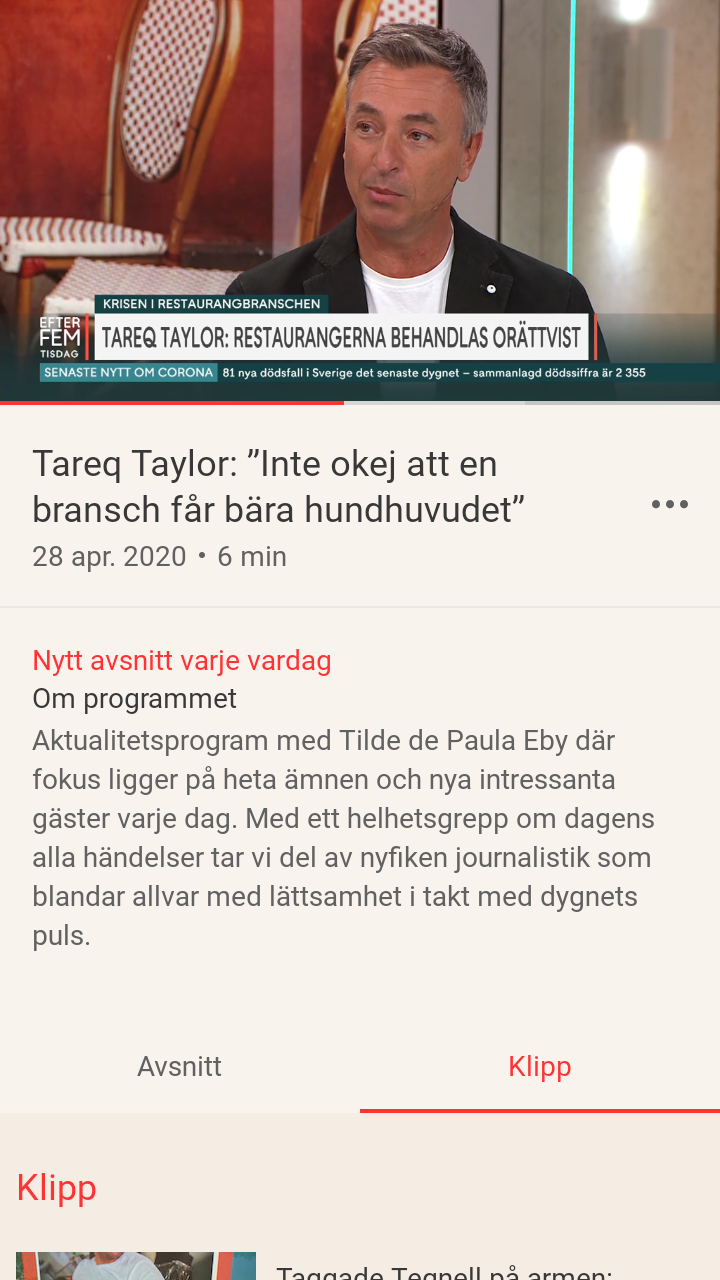 KRISEN I RESTAURANGBRANSCHEN
EFTER
FEM
TISDAG
TAREQ TAYLOR: RESTAURANGERNA BEHANDLAS ORÄTTVIST
SENASTE NYTT OM CORONA 81 nya dödsfall i Sverige det senaste dygnet – sammanlagd dödssiffra är 2 355
Tareq Taylor: ”Inte okej att en
bransch får bära hundhuvudet”
28 apr. 2020 • 6 min
Nytt avsnitt varje vardag
Om programmet
Aktualitetsprogram med Tilde de Paula Eby där
fokus ligger på heta ämnen och nya intressanta
gäster varje dag. Med ett helhetsgrepp om dagens
alla händelser tar vi del av nyfiken journalistik som
blandar allvar med lättsamhet i takt med dygnets
puls.
Avsnitt Klipp
Klipp
Taggade Tegnell på armen: